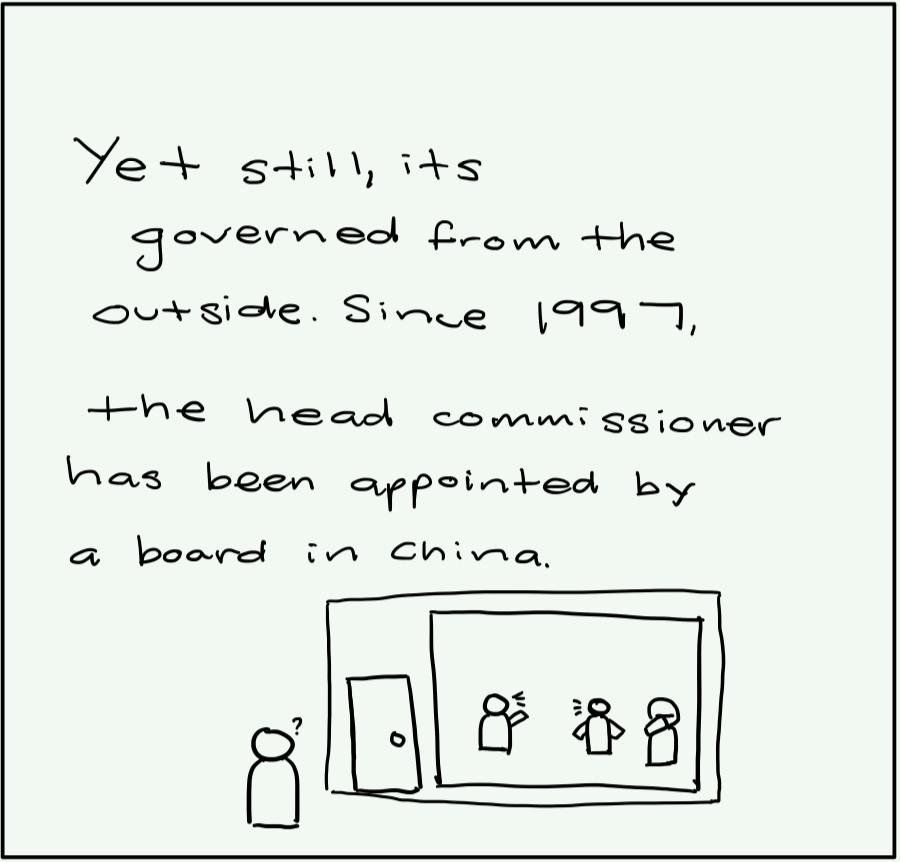 Yet still, its
governed from the
outside. Since 1997,
the head commissioner
has been appointed by
a board in China.
?